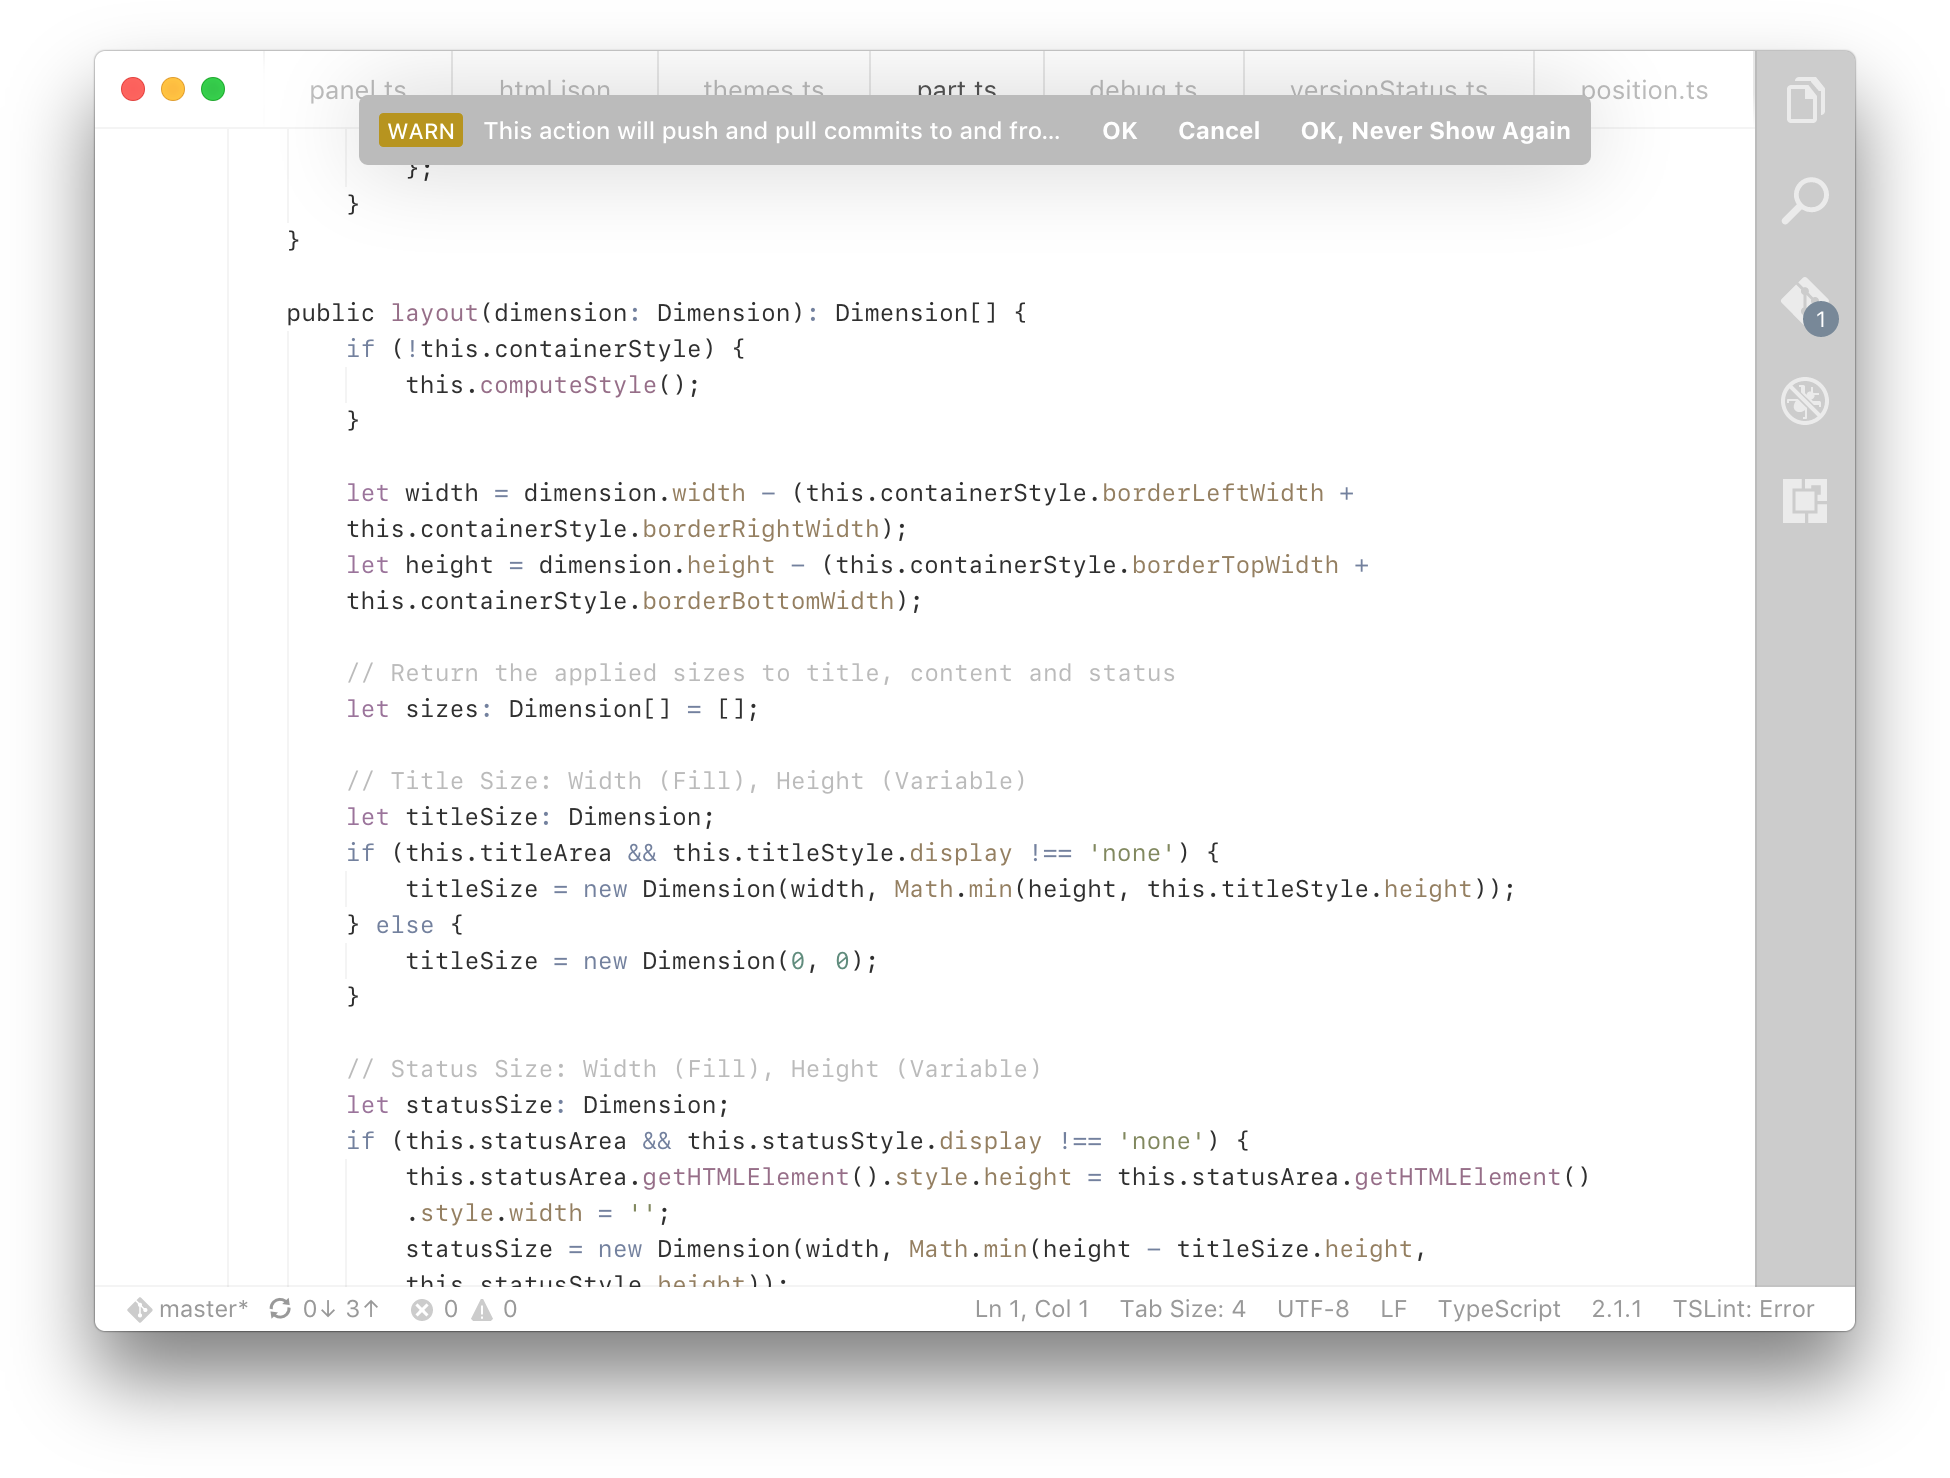 panel.ts html.json themes.ts part.ts debug.ts versionStatus.ts position.ts
WARN This action will push and pull commits to and fro... OK Cancel OK, Never Show Again
};
}
}
public layout(dimension: Dimension): Dimension[] {
if (!this.containerStyle) {
this.computeStyle();
}
let width = dimension.width - (this.containerStyle.borderLeftWidth +
this.containerStyle.borderRightWidth);
let height = dimension.height - (this.containerStyle.borderTopWidth +
this.containerStyle.borderBottomWidth);
// Return the applied sizes to title, content and status
let sizes: Dimension[] = [];
// Title Size: Width (Fill), Height (Variable)
let titleSize: Dimension;
if (this.titleArea && this.titleStyle.display !== 'none') {
titleSize = new Dimension(width, Math.min(height, this.titleStyle.height));
} else {
titleSize = new Dimension(0, 0);
}
// Status Size: Width (Fill), Height (Variable)
let statusSize: Dimension;
if (this.statusArea && this.statusStyle.display !== 'none') {
this.statusArea.getHTMLElement().style.height = this.statusArea.getHTMLElement()
.style.width = '';
statusSize = new Dimension(width, Math.min(height - titleSize.height,
this.statusStyle.height));
master* 0↓ 3↑ 0 0 Ln 1, Col 1 Tab Size: 4 UTF-8 LF TypeScript 2.1.1 TSLint: Error
1